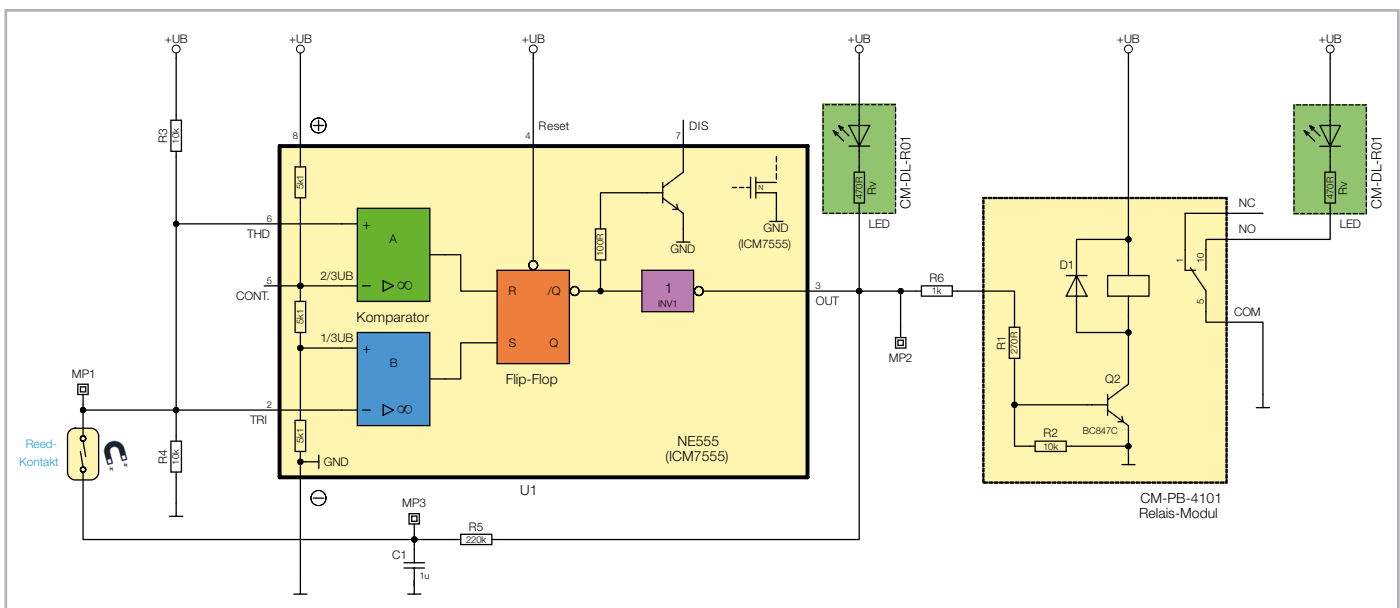 +UB
+UB
+UB
+UB
+UB
+UB
R3
10k
8
⊕
Reset
4
DIS
7
5k1
6
THD
+
A
2/3UB
− ▷∞
5
CONT.
Komparator
5k1
1/3UB
+
B
− ▷∞
2
TRI
5k1
GND
⊖
R
/Q
S
Q
Flip-Flop
100R
GND
N
GND
(ICM7555)
1
INV1
3
OUT
NE555
(ICM7555)
U1
MP1
Reed-
Kontakt
R4
10k
MP3
C1
1u
R5
220k
470R
Rv
CM-DL-R01
LED
MP2
R6
1k
R1
270R
R2
10k
D1
Q2
BC847C
1
10
5
NC
NO
COM
470R
Rv
CM-DL-R01
LED
CM-PB-4101
Relais-Modul